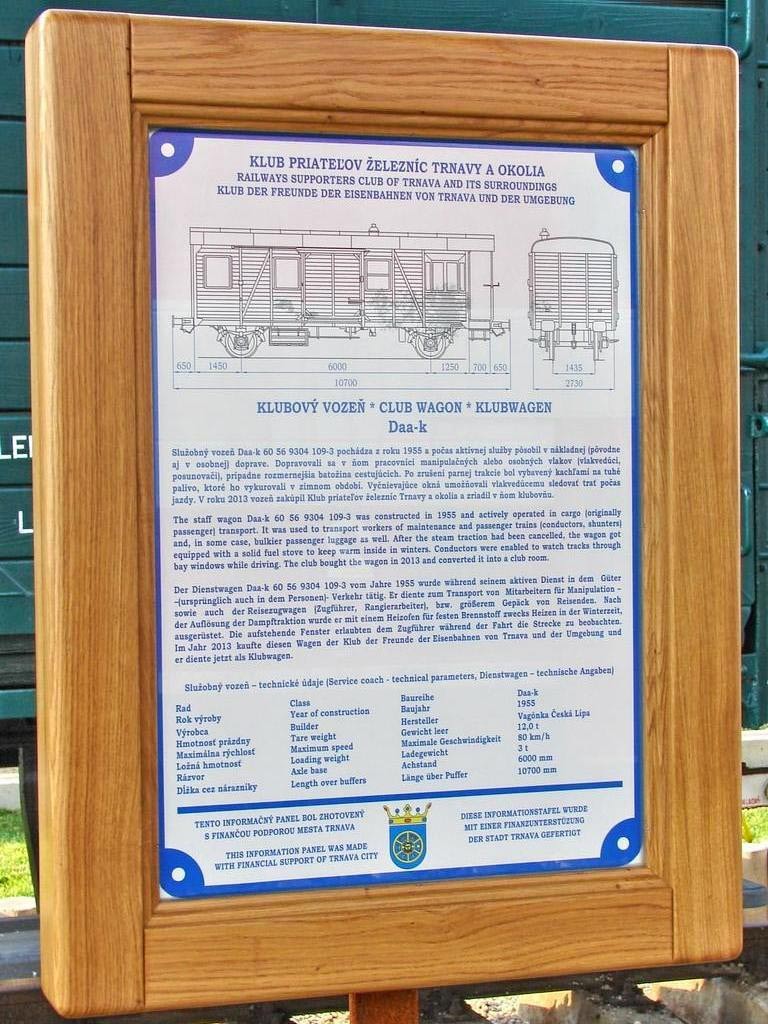 KLUB PRIATEĽOV ŽELEZNÍC TRNAVY A OKOLIA
RAILWAYS SUPPORTERS CLUB OF TRNAVA AND ITS SURROUNDINGS
KLUB DER FREUNDE DER EISENBAHNEN VON TRNAVA UND DER UMGEBUNG
650 1450 6000 1250 700 650
10700
1435
2730
KLUBOVÝ VOZEŇ * CLUB WAGON * KLUBWAGEN
Daa-k
Služobný vozeň Daa-k 60 56 9304 109-3 pochádza z roku 1955 a počas aktívnej služby pôsobil v nákladnej (pôvodne
aj v osobnej) doprave. Dopravovali sa v ňom pracovníci manipulačných alebo osobných vlakov (vlakvedúci,
posunovači), prípadne rozmernejšia batožina cestujúcich. Po zrušení parnej trakcie bol vybavený kachľami na tuhé
palivo, ktoré ho vykurovali v zimnom období. Vyčnievajúce okná umožňovali vlakvedúcemu sledovať trať počas
jazdy. V roku 2013 vozeň zakúpil Klub priateľov železníc Trnavy a okolia a zriadil v ňom klubovňu.
The staff wagon Daa-k 60 56 9304 109-3 was constructed in 1955 and actively operated in cargo (originally
passenger) transport. It was used to transport workers of maintenance and passenger trains (conductors, shunters)
and, in some case, bulkier passenger luggage as well. After the steam traction had been cancelled, the wagon got
equipped with a solid fuel stove to keep warm inside in winters. Conductors were enabled to watch tracks through
bay windows while driving. The club bought the wagon in 2013 and converted it into a club room.
Der Dienstwagen Daa-k 60 56 9304 109-3 vom Jahre 1955 wurde während seinem aktiven Dienst in dem Güter
-(ursprünglich auch in dem Personen)- Verkehr tätig. Er diente zum Transport von Mitarbeitern für Manipulation –
sowie auch der Reisezugwagen (Zugführer, Rangierarbeiter), bzw. größerem Gepäck von Reisenden. Nach
der Auflösung der Dampftraktion wurde er mit einem Heizofen für festen Brennstoff zwecks Heizen in der Winterzeit,
ausgerüstet. Die aufstehende Fenster erlaubten dem Zugführer während der Fahrt die Strecke zu beobachten.
Im Jahr 2013 kaufte diesen Wagen der Klub der Freunde der Eisenbahnen von Trnava und der Umgebung und
er diente jetzt als Klubwagen.
Služobný vozeň – technické údaje (Service coach - technical parameters, Dienstwagen – technische Angaben)
Rad Class Baureihe Daa-k
Rok výroby Year of construction Baujahr 1955
Výrobca Builder Hersteller Vagónka Česká Lípa
Hmotnosť prázdny Tare weight Gewicht leer 12,0 t
Maximálna rýchlosť Maximum speed Maximale Geschwindigkeit 80 km/h
Ložná hmotnosť Loading weight Ladegewicht 3 t
Rázvor Axle base Achstand 6000 mm
Dĺžka cez nárazníky Length over buffers Länge über Puffer 10700 mm
TENTO INFORMAČNÝ PANEL BOL ZHOTOVENÝ
S FINANČOU PODPOROU MESTA TRNAVA
THIS INFORMATION PANEL WAS MADE
WITH FINANCIAL SUPPORT OF TRNAVA CITY
DIESE INFORMATIONSTAFEL WURDE
MIT EINER FINANZUNTERSTÜZUNG
DER STADT TRNAVA GEFERTIGT